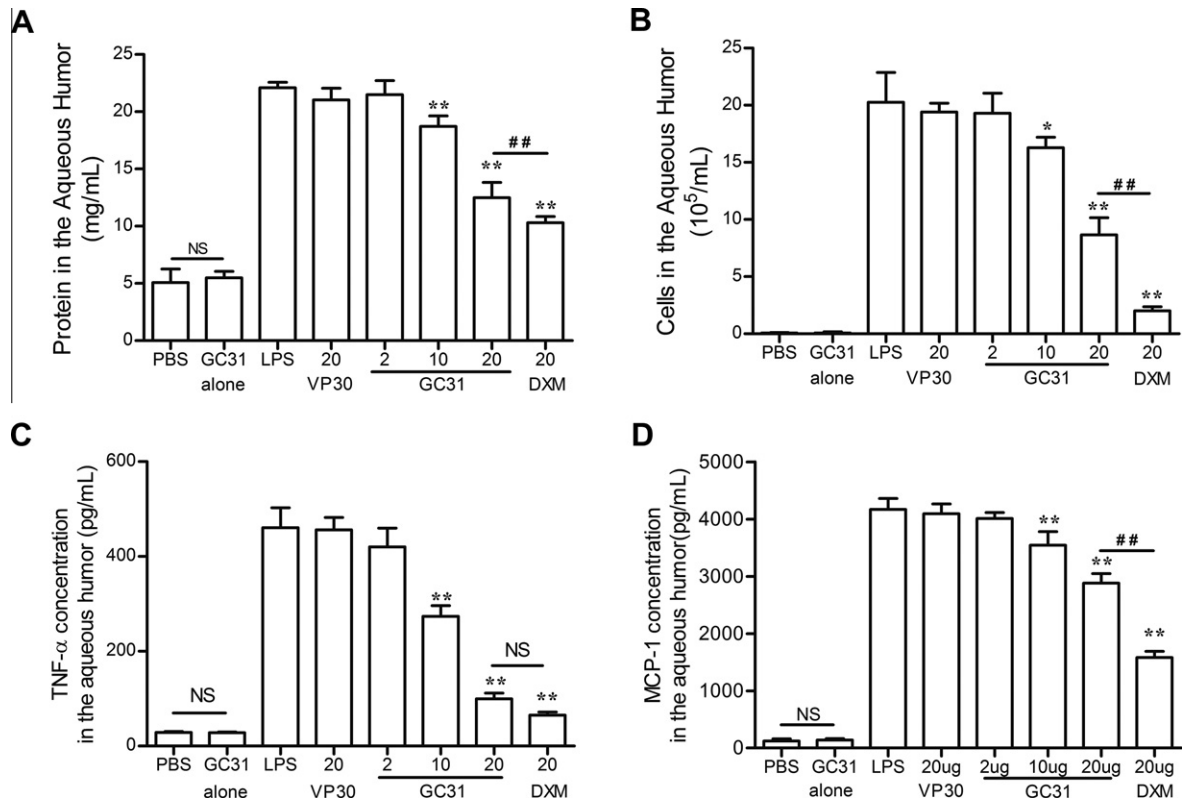 A
Protein in the Aqueous Humor
(mg/mL)
25
20
15
10
5
0
NS
**
**
##
**
PBS GC31 LPS 20 2 10 20 20
alone VP30 GC31 DXM
B
Cells in the Aqueous Humor
(10⁵/mL)
25
20
15
10
5
0
*
**
##
**
PBS GC31 LPS 20 2 10 20 20
alone VP30 GC31 DXM
C
TNF-α concentration
in the aqueous humor (pg/mL)
600
400
200
0
NS
**
NS
**
**
PBS GC31 LPS 20 2 10 20 20
alone VP30 GC31 DXM
D
MCP-1 concentration
in the aqueous humor(pg/mL)
5000
4000
3000
2000
1000
0
NS
**
##
**
**
PBS GC31 LPS 20ug 2ug 10ug 20ug 20ug
alone VP30 GC31 DXM